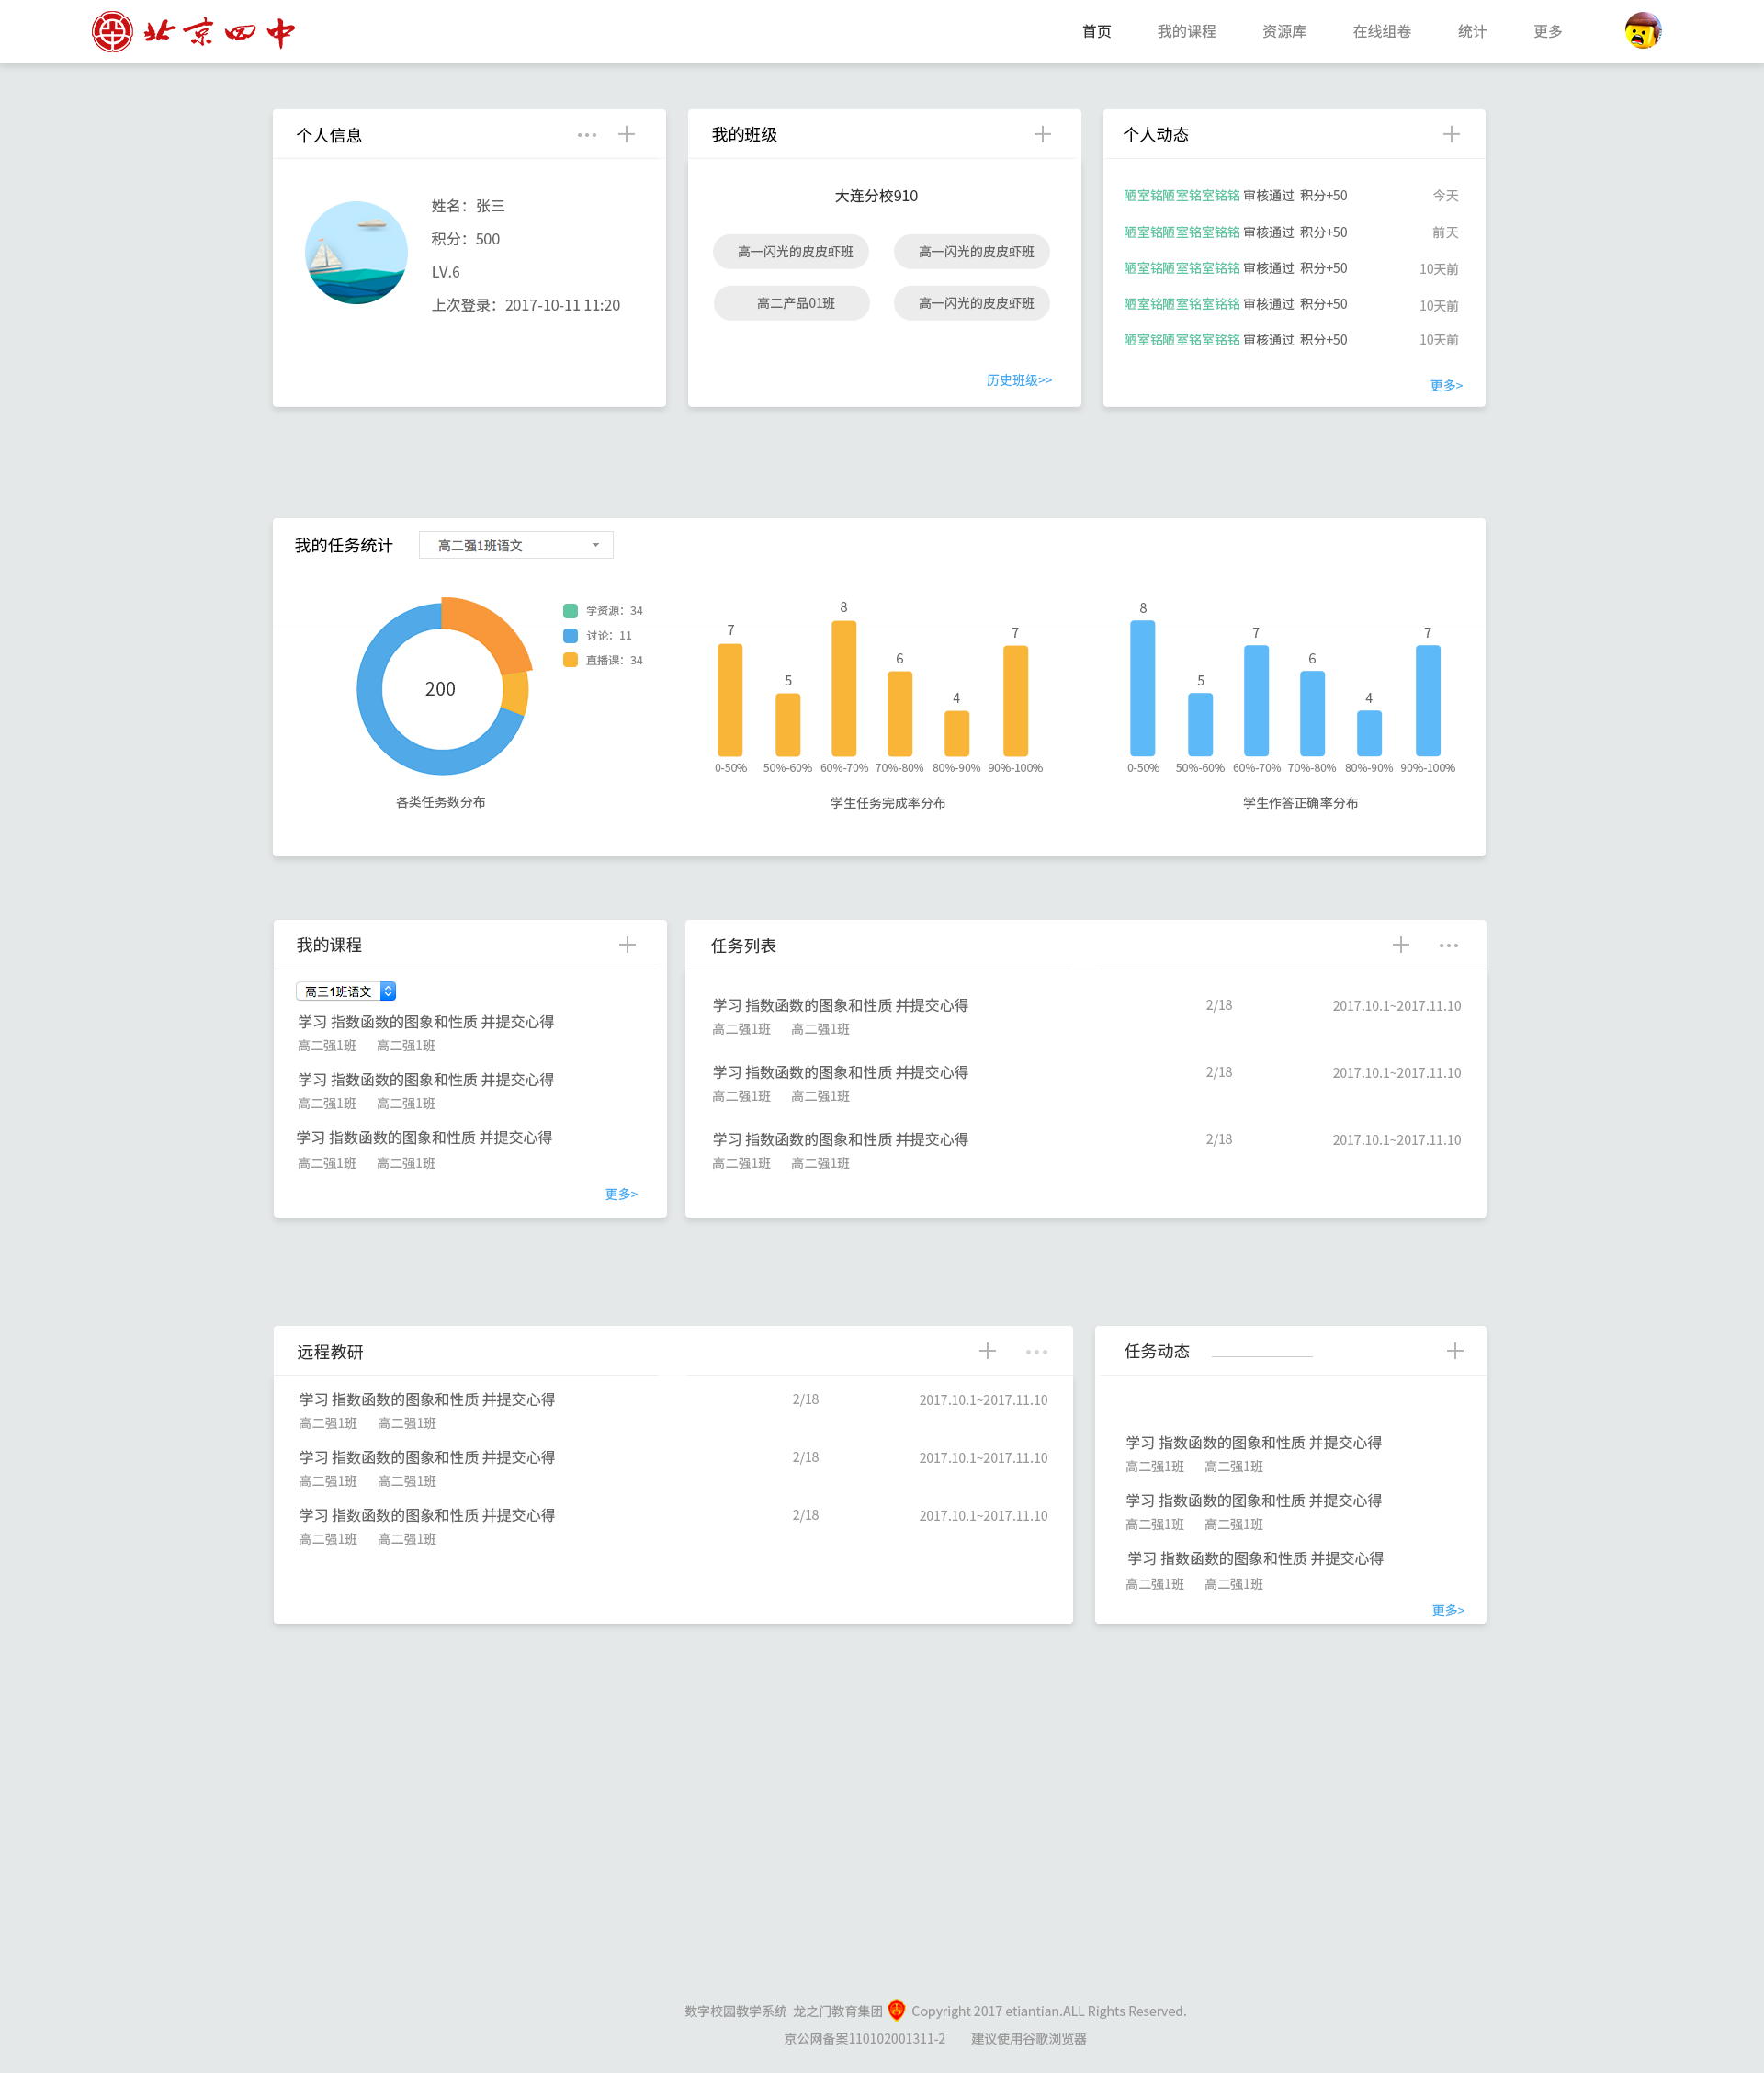 北京四中
首页 我的课程 资源库 在线组卷 统计 更多
个人信息
姓名：张三
积分：500
LV.6
上次登录：2017-10-11 11:20
我的班级
大连分校910
高一闪光的皮皮虾班 高一闪光的皮皮虾班
高二产品01班 高一闪光的皮皮虾班
历史班级>>
个人动态
陋室铭陋室铭室铭铭 审核通过 积分+50 今天
陋室铭陋室铭室铭铭 审核通过 积分+50 前天
陋室铭陋室铭室铭铭 审核通过 积分+50 10天前
陋室铭陋室铭室铭铭 审核通过 积分+50 10天前
陋室铭陋室铭室铭铭 审核通过 积分+50 10天前
更多>
我的任务统计 高二强1班语文
200
学资源：34
讨论：11
直播课：34
各类任务数分布
7 5 8 6 4 7
0-50% 50%-60% 60%-70% 70%-80% 80%-90% 90%-100%
学生任务完成率分布
8 5 7 6 4 7
0-50% 50%-60% 60%-70% 70%-80% 80%-90% 90%-100%
学生作答正确率分布
我的课程
高三1班语文
学习 指数函数的图象和性质 并提交心得
高二强1班 高二强1班
学习 指数函数的图象和性质 并提交心得
高二强1班 高二强1班
学习 指数函数的图象和性质 并提交心得
高二强1班 高二强1班
更多>
任务列表
学习 指数函数的图象和性质 并提交心得 2/18 2017.10.1~2017.11.10
高二强1班 高二强1班
学习 指数函数的图象和性质 并提交心得 2/18 2017.10.1~2017.11.10
高二强1班 高二强1班
学习 指数函数的图象和性质 并提交心得 2/18 2017.10.1~2017.11.10
高二强1班 高二强1班
远程教研
学习 指数函数的图象和性质 并提交心得 2/18 2017.10.1~2017.11.10
高二强1班 高二强1班
学习 指数函数的图象和性质 并提交心得 2/18 2017.10.1~2017.11.10
高二强1班 高二强1班
学习 指数函数的图象和性质 并提交心得 2/18 2017.10.1~2017.11.10
高二强1班 高二强1班
任务动态
学习 指数函数的图象和性质 并提交心得
高二强1班 高二强1班
学习 指数函数的图象和性质 并提交心得
高二强1班 高二强1班
学习 指数函数的图象和性质 并提交心得
高二强1班 高二强1班
更多>
数字校园教学系统 龙之门教育集团 Copyright 2017 etiantian.ALL Rights Reserved.
京公网备案110102001311-2 建议使用谷歌浏览器